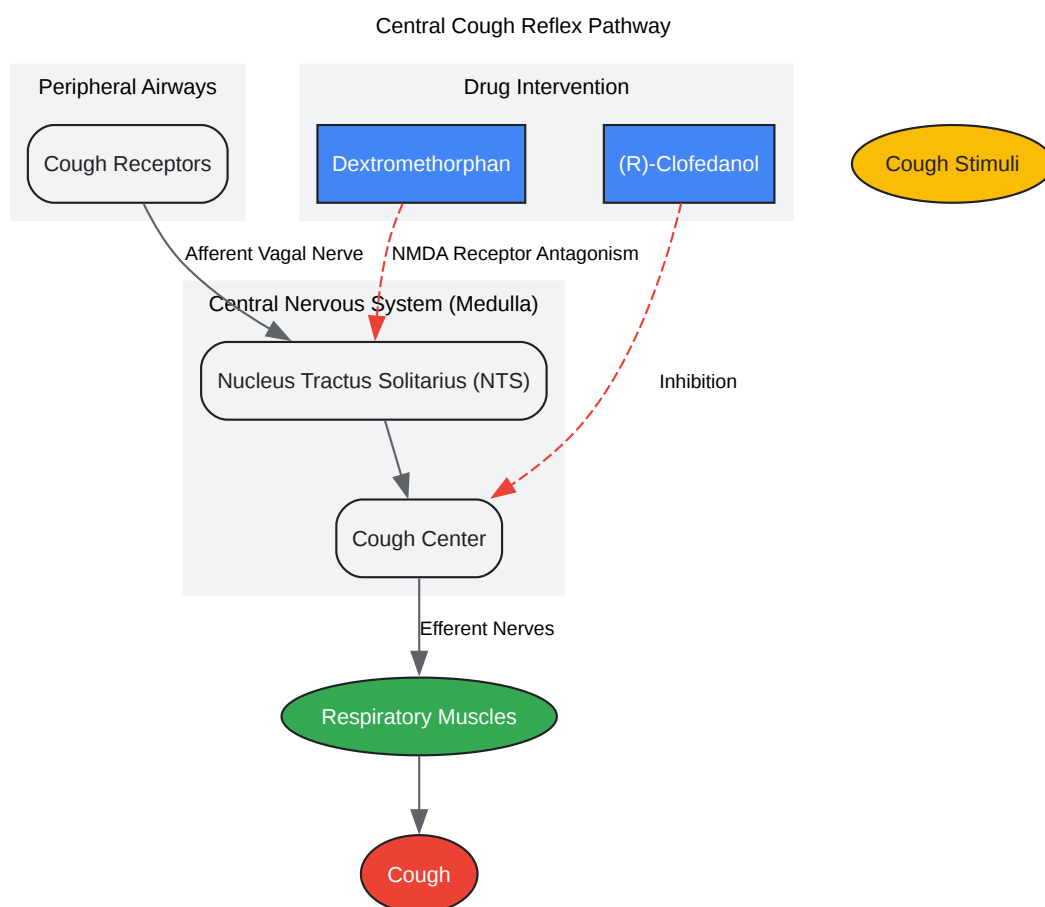 Central Cough Reflex Pathway
Peripheral Airways
Drug Intervention
Cough Receptors
Dextromethorphan
(R)-Clofedanol
Cough Stimuli
Afferent Vagal Nerve
NMDA Receptor Antagonism
Central Nervous System (Medulla)
Nucleus Tractus Solitarius (NTS)
Inhibition
Cough Center
Efferent Nerves
Respiratory Muscles
Cough